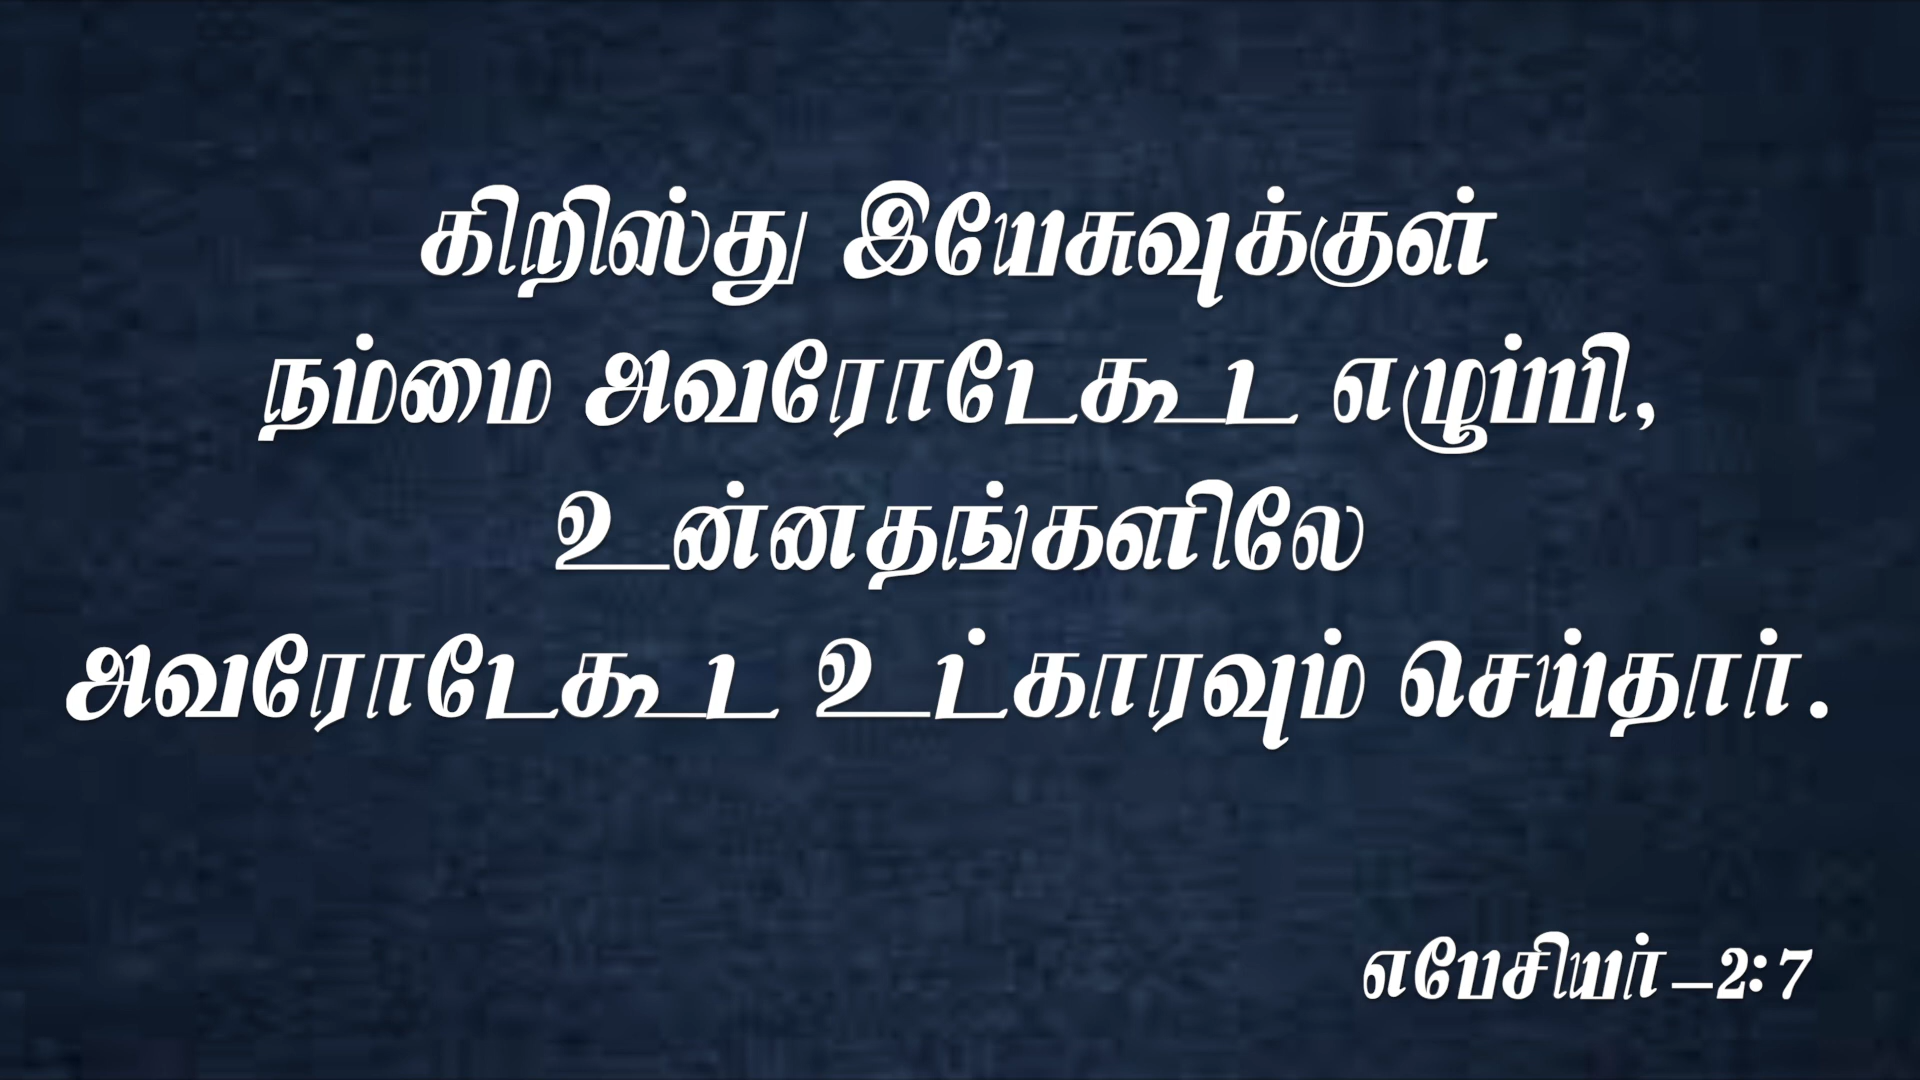 கிறிஸ்து இயேசுவுக்குள்
நம்மை அவரோடேகூட எழுப்பி,
உன்னதங்களிலே
அவரோடேகூட உட்காரவும் செய்தார்.
எபேசியர் -2:7